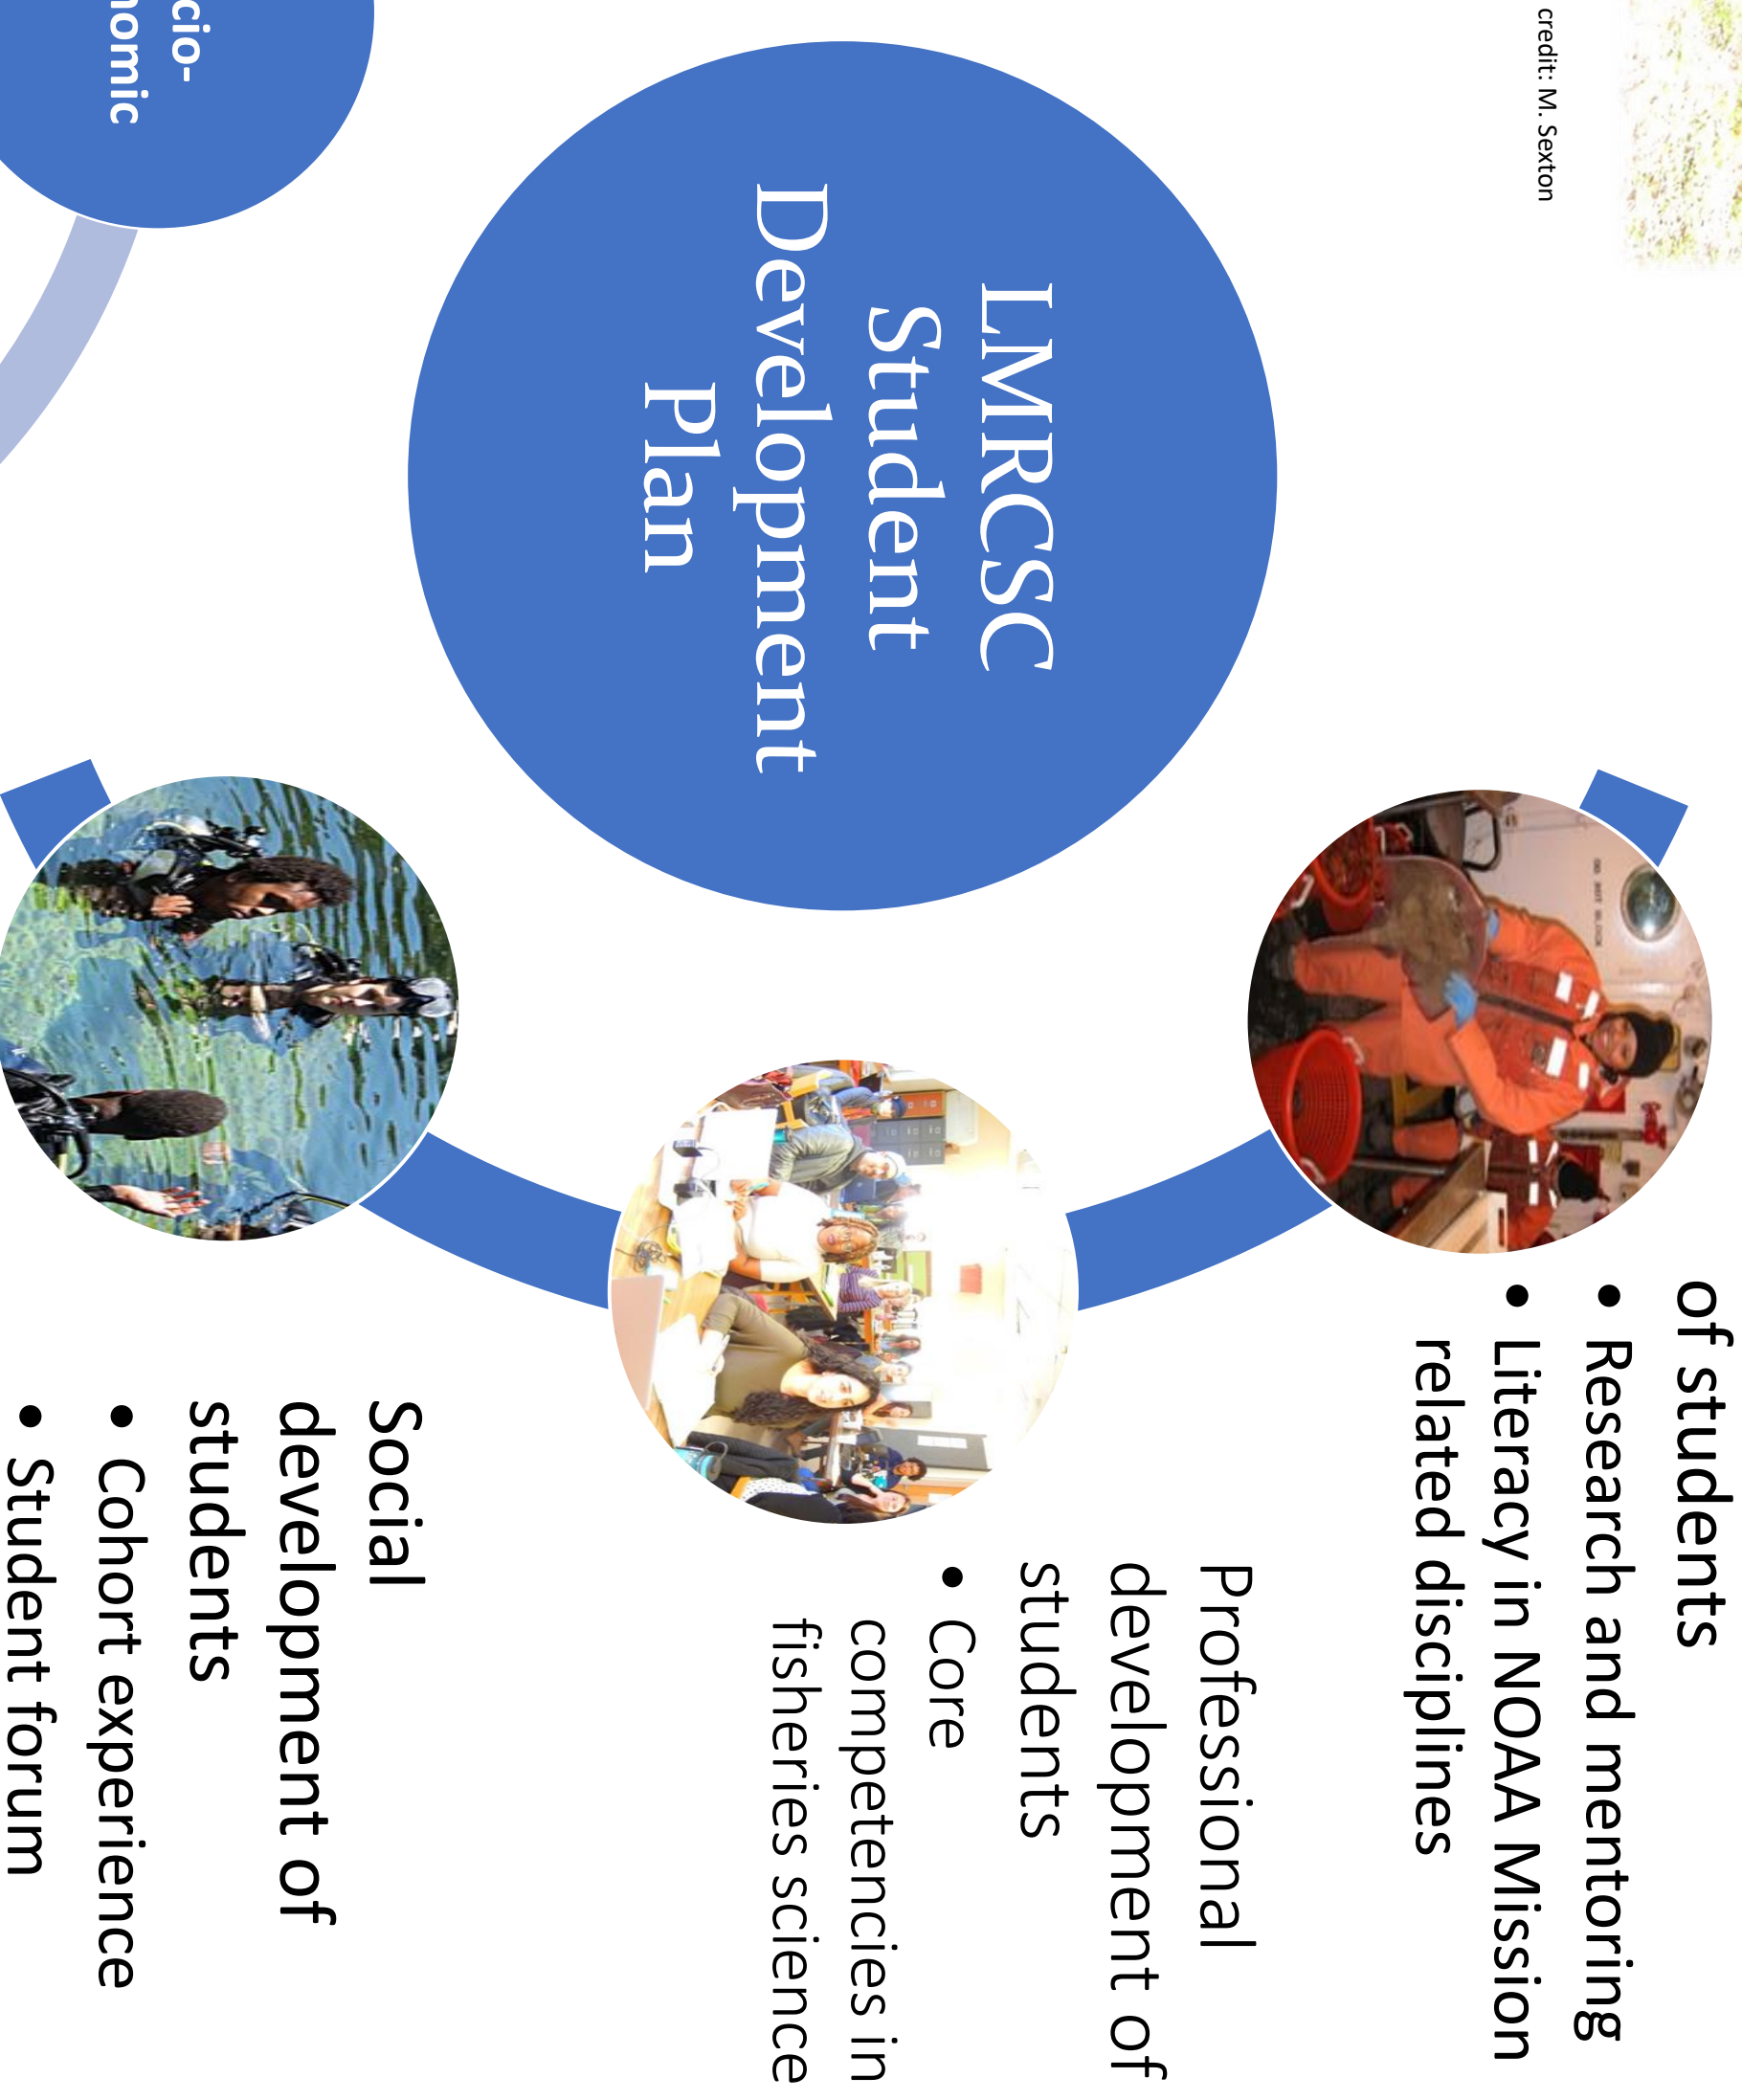 credit: M. Sexton
cio-
nomic
LMRCSC
Student
Development
Plan
of students
• Research and mentoring
• Literacy in NOAA Mission
related disciplines
Professional
development of
students
• Core
competencies in
fisheries science
Social
development of
students
• Cohort experience
• Student forum